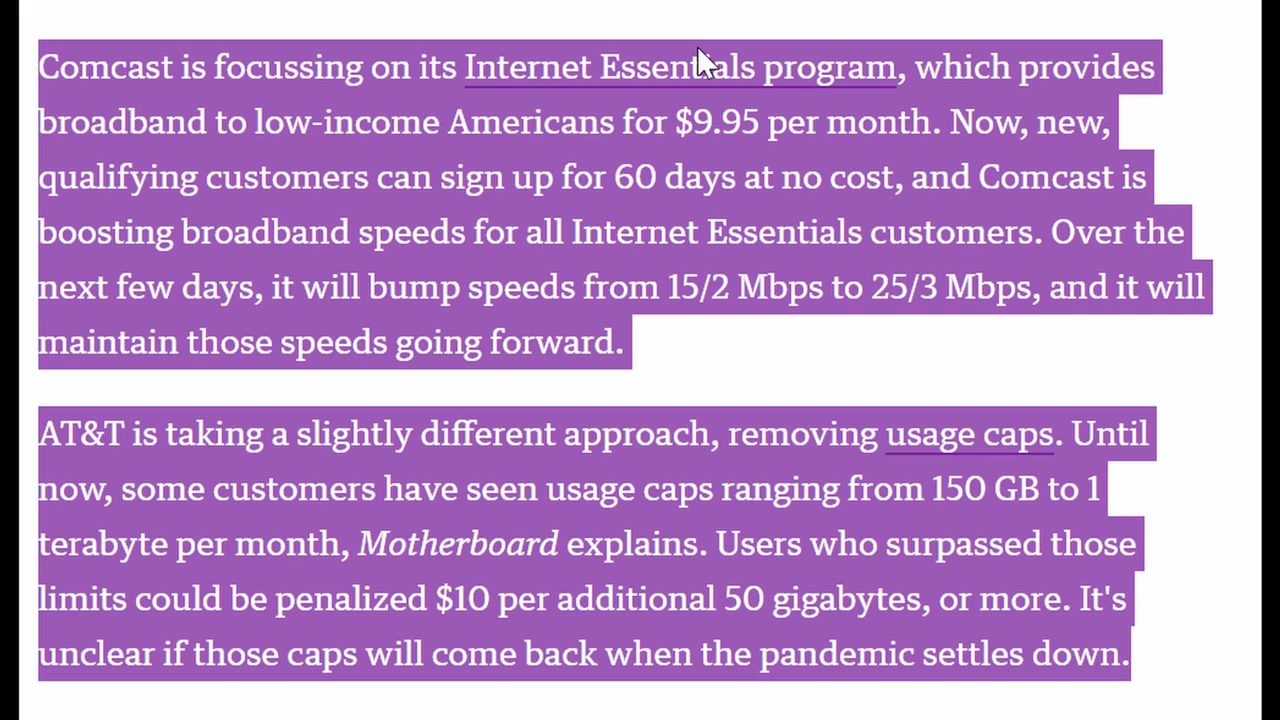 Comcast is focussing on its Internet Essentials program, which provides
broadband to low-income Americans for $9.95 per month. Now, new,
qualifying customers can sign up for 60 days at no cost, and Comcast is
boosting broadband speeds for all Internet Essentials customers. Over the
next few days, it will bump speeds from 15/2 Mbps to 25/3 Mbps, and it will
maintain those speeds going forward.
AT&T is taking a slightly different approach, removing usage caps. Until
now, some customers have seen usage caps ranging from 150 GB to 1
terabyte per month, Motherboard explains. Users who surpassed those
limits could be penalized $10 per additional 50 gigabytes, or more. It's
unclear if those caps will come back when the pandemic settles down.